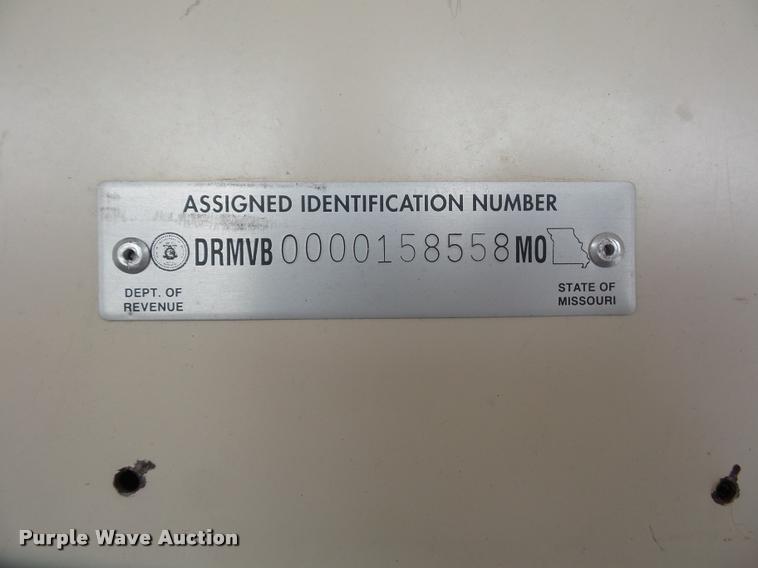 ASSIGNED IDENTIFICATION NUMBER
DRMVB 0000158558 MO
DEPT. OF
REVENUE
STATE OF
MISSOURI
Purple Wave Auction